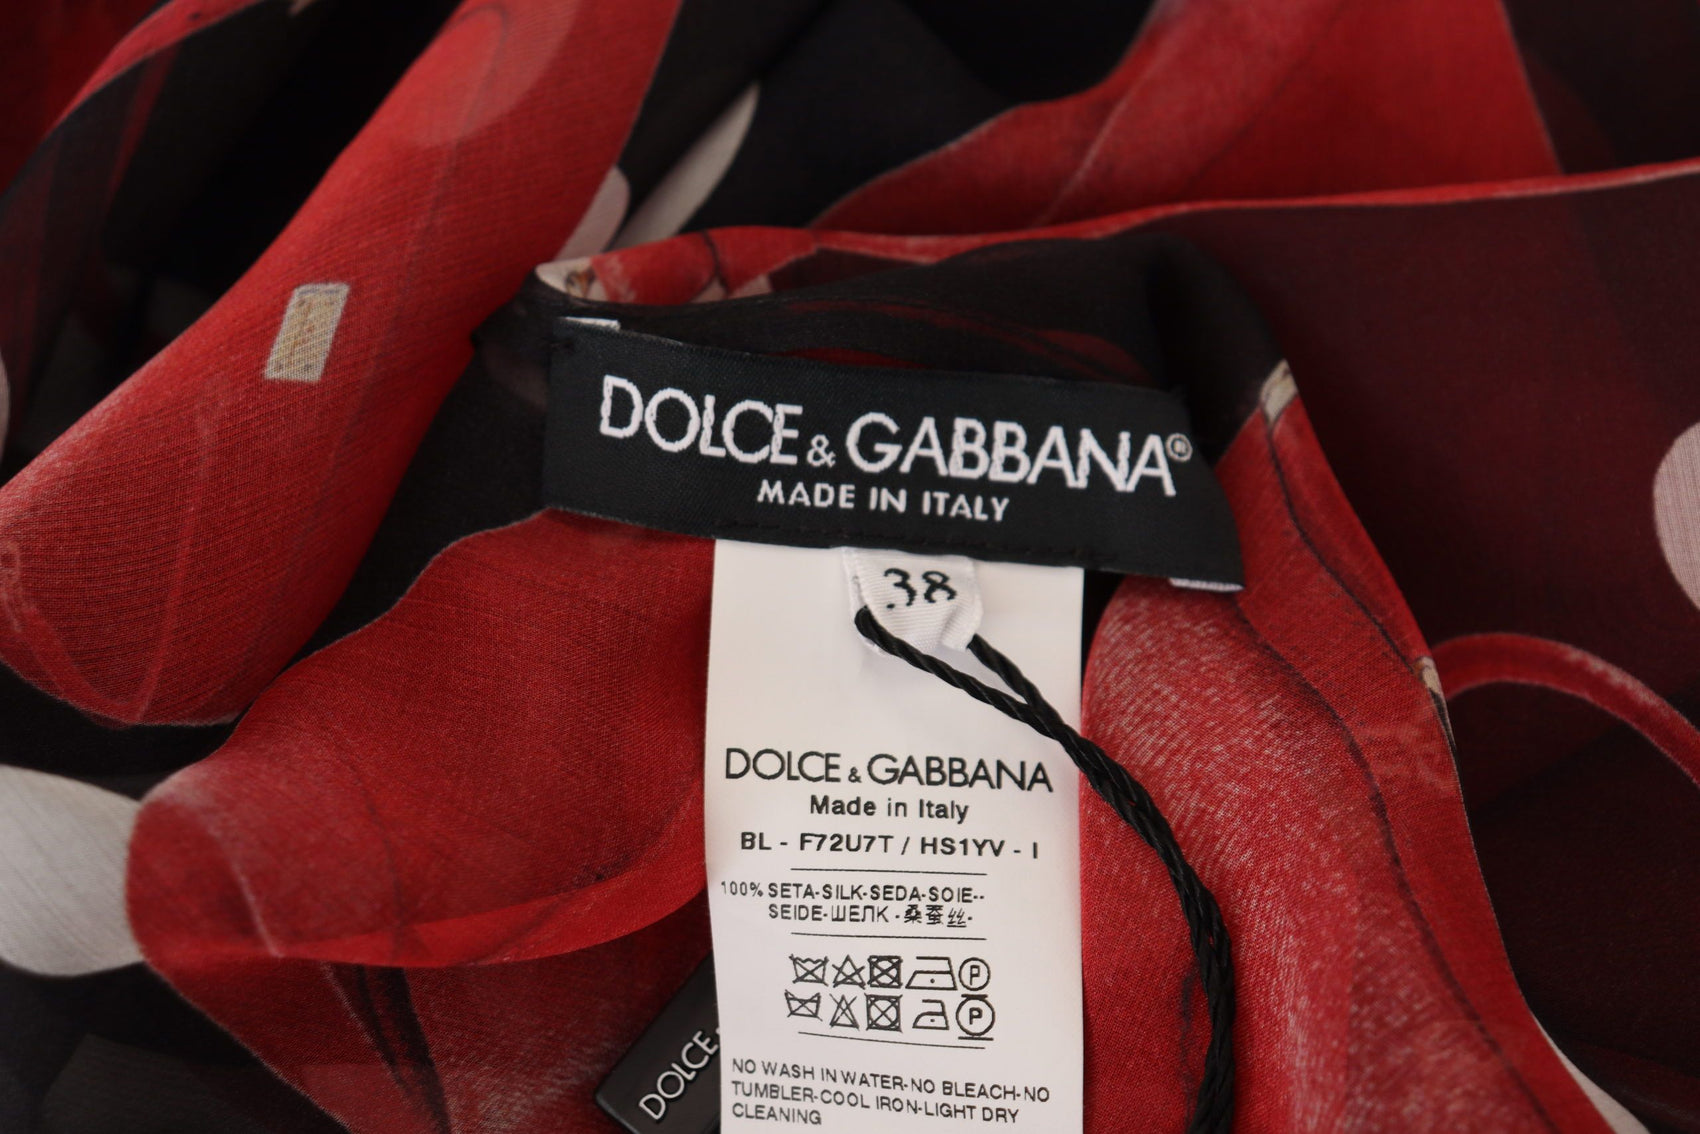 DOLCE & GABBANA®
MADE IN ITALY
38
DOLCE & GABBANA
Made in Italy
BL - F72U7T / HS1YV - I
100% SETA-SILK-SEDA-SOIE--
SEIDE-ШЕЛК-桑蚕丝-
P
P
NO WASH IN WATER-NO BLEACH-NO
TUMBLER-COOL IRON-LIGHT DRY
CLEANING
DOLCE